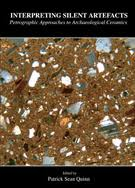 INTERPRETING SILENT ARTEFACTS
Petrographic Approaches to Archaeological Ceramics
Edited by
Patrick Sean Quinn